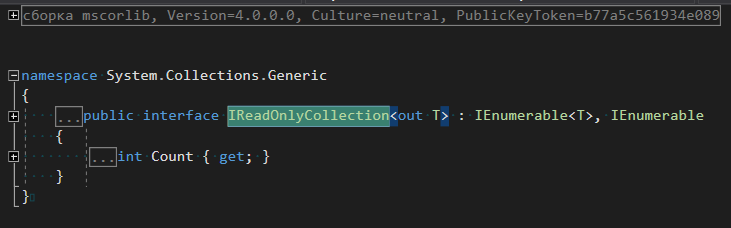 сборка mscorlib, Version=4.0.0.0, Culture=neutral, PublicKeyToken=b77a5c561934e089
namespace System.Collections.Generic
{
...public interface IReadOnlyCollection<out T> : IEnumerable<T>, IEnumerable
{
...int Count { get; }
}
}